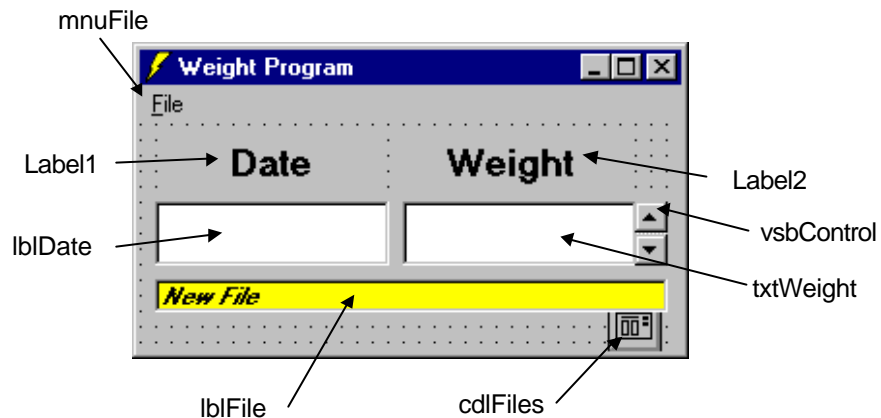 mnuFile
Weight Program
File
Label1
Date
Weight
Label2
lblDate
vsbControl
txtWeight
New File
lblFile
cdlFiles